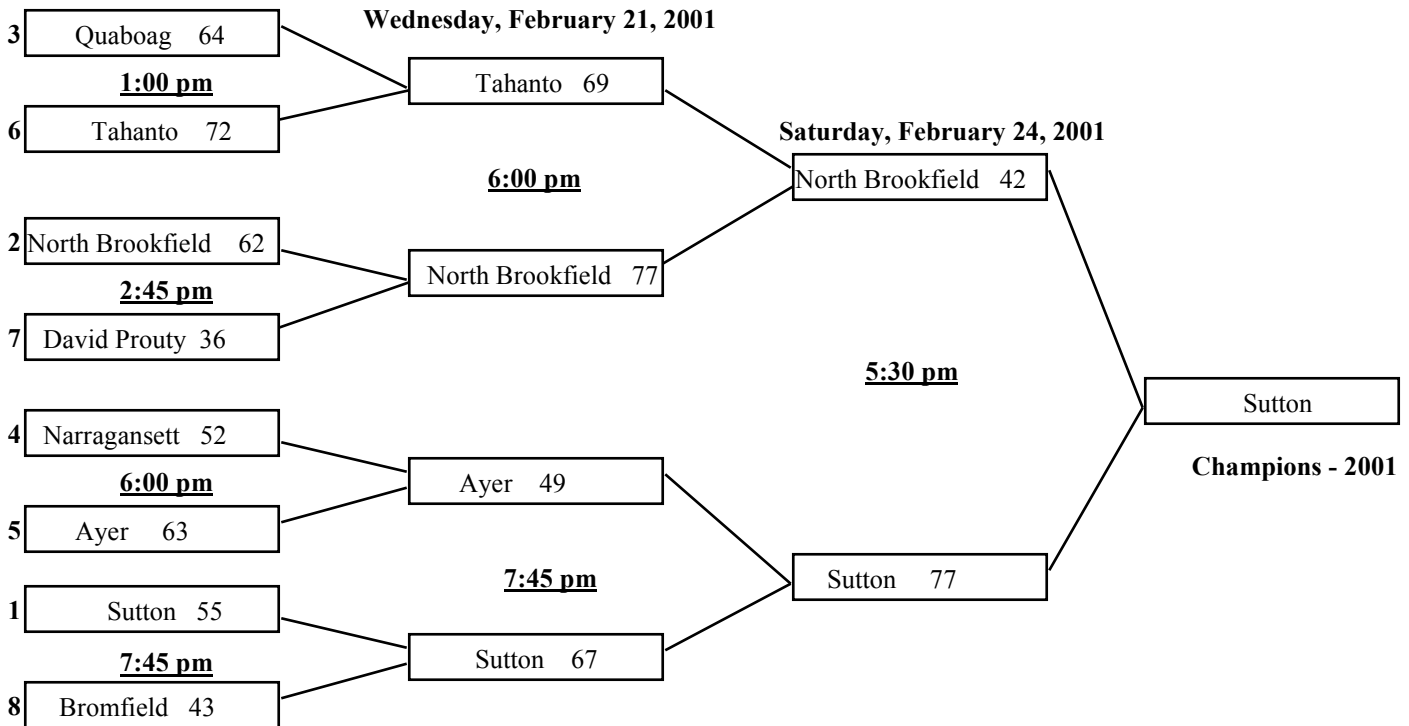 Wednesday, February 21, 2001
3 Quaboag 64
1:00 pm
6 Tahanto 72
Tahanto 69
6:00 pm
2 North Brookfield 62
2:45 pm
7 David Prouty 36
North Brookfield 77
Saturday, February 24, 2001
North Brookfield 42
5:30 pm
4 Narragansett 52
6:00 pm
5 Ayer 63
Ayer 49
7:45 pm
1 Sutton 55
7:45 pm
8 Bromfield 43
Sutton 67
Sutton 77
Sutton
Champions - 2001